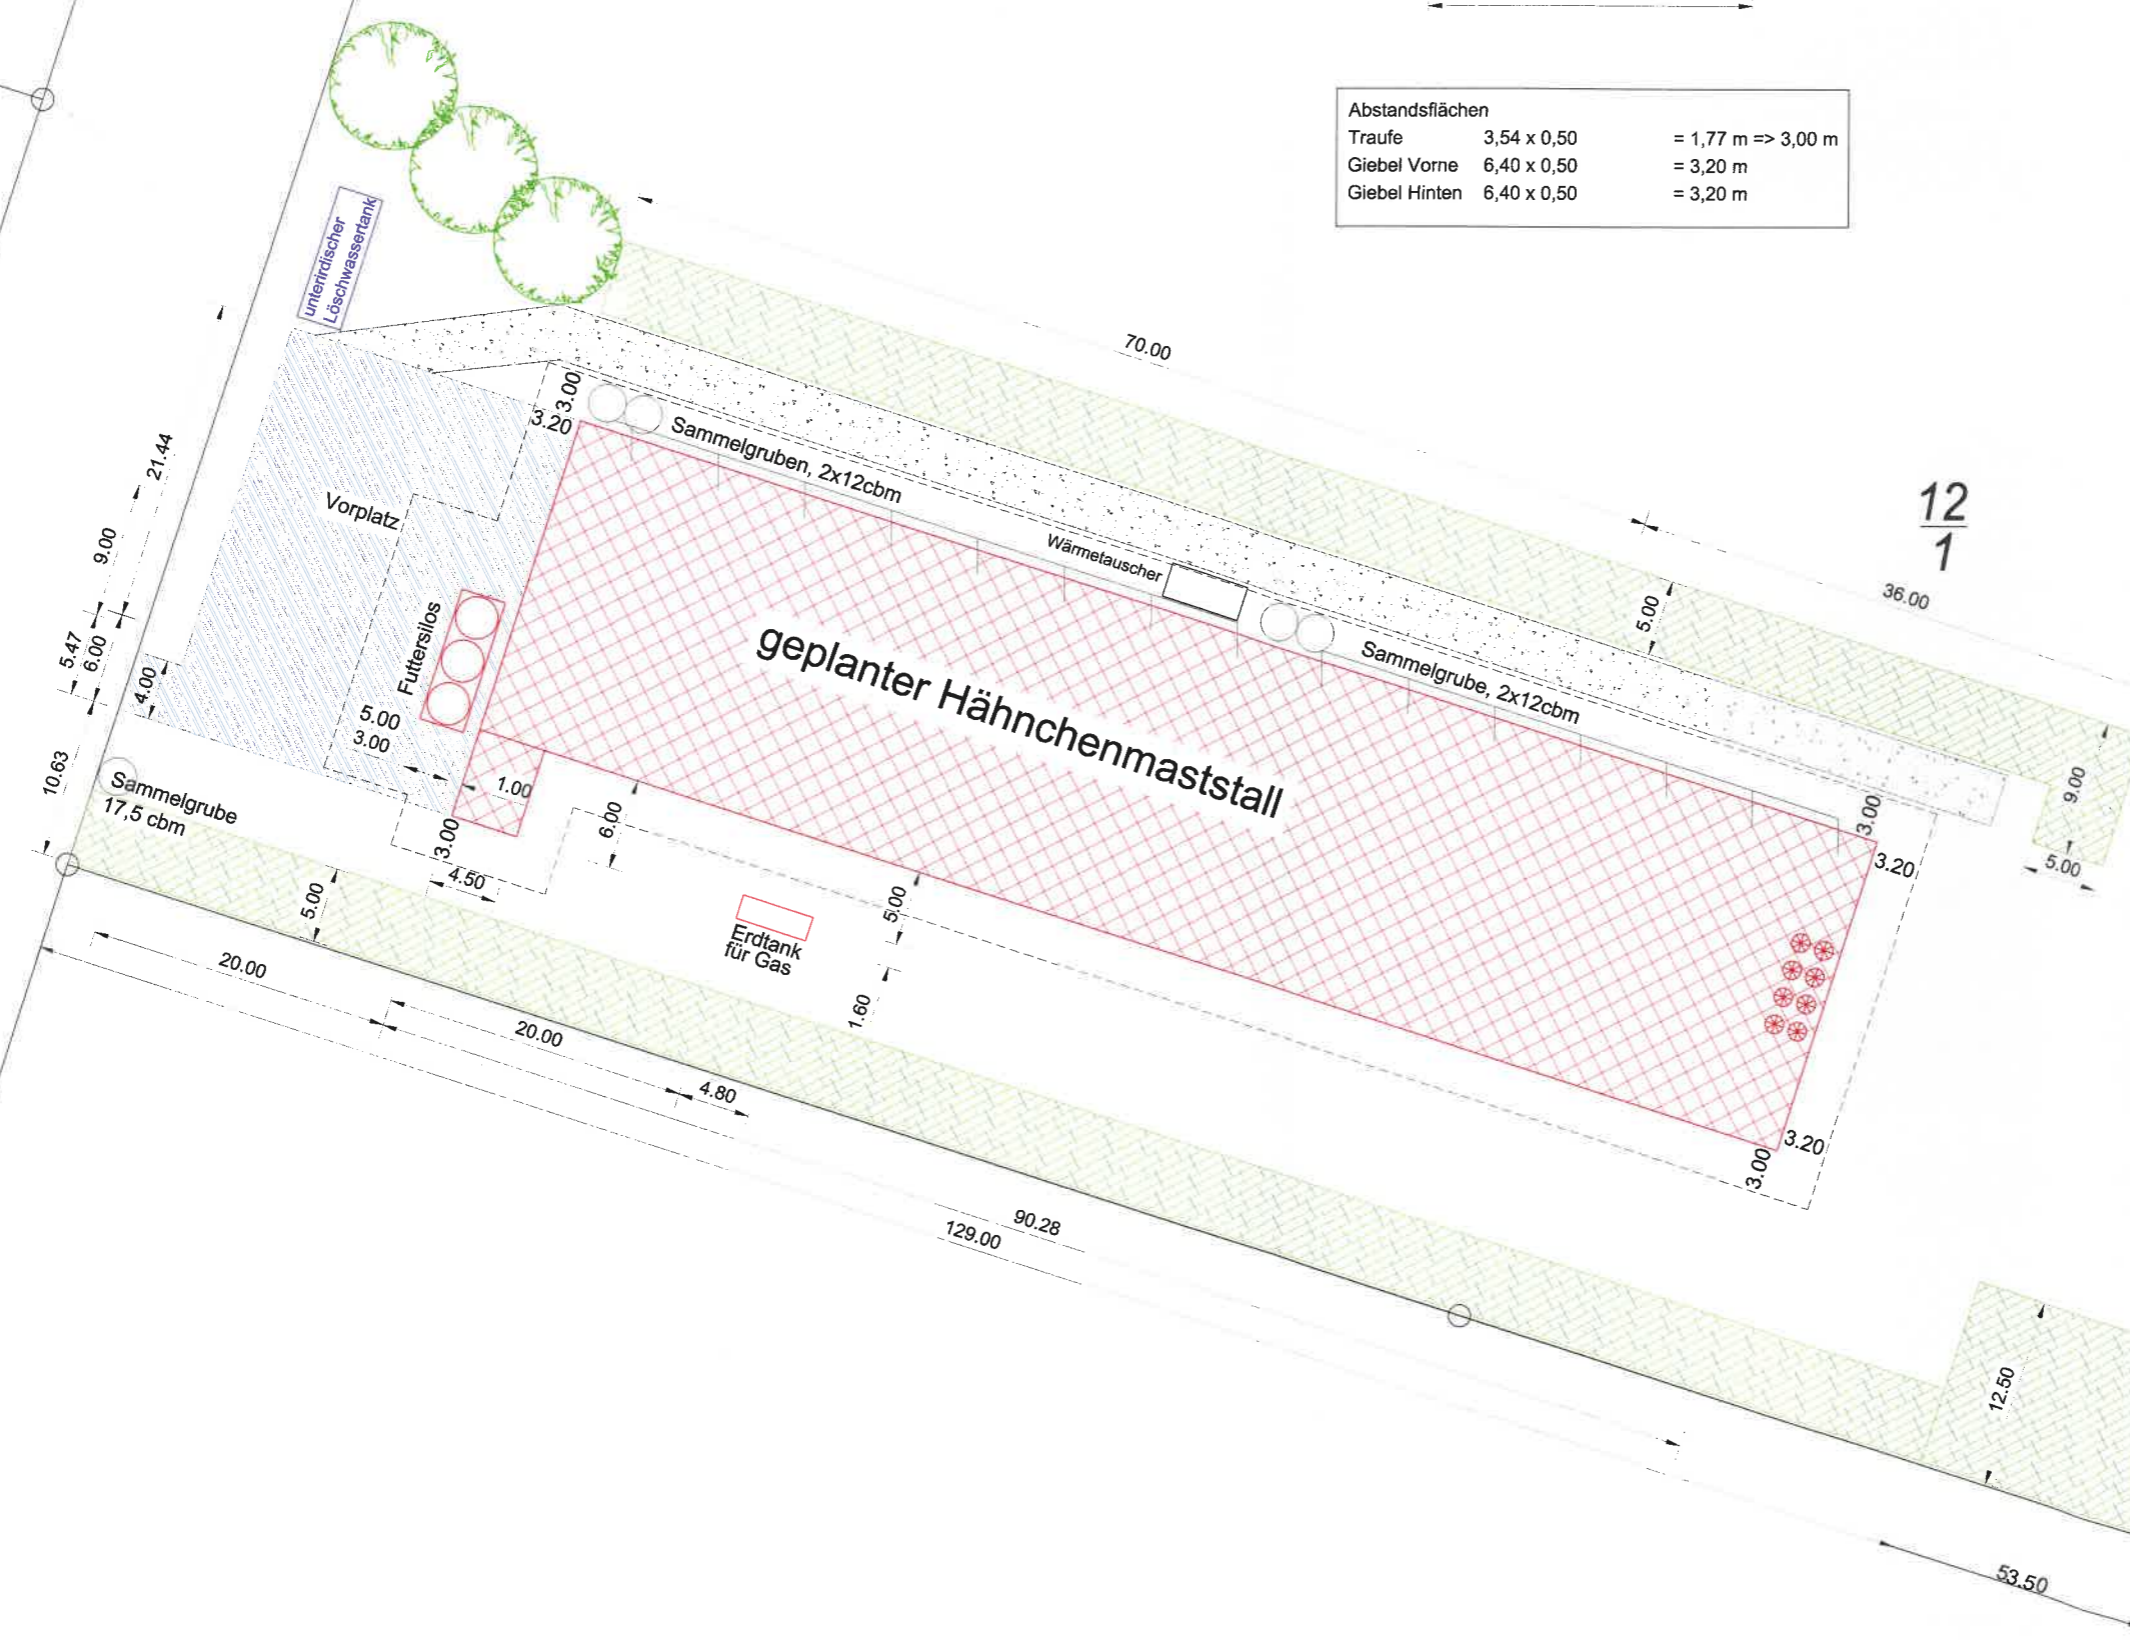 Abstandsflächen
Traufe 3,54 x 0,50 = 1,77 m => 3,00 m
Giebel Vorne 6,40 x 0,50 = 3,20 m
Giebel Hinten 6,40 x 0,50 = 3,20 m
unterirdischer
Löschwassertank
70.00
12
1
36.00
5.00
9.00
5.00
3.00
3.20
Sammelgruben, 2x12cbm
Wärmetauscher
Sammelgrube, 2x12cbm
Vorplatz
21.44
9.00
5.47
6.00
4.00
10.63
Futtersilos
5.00
3.00
1.00
geplanter Hähnchenmaststall
3.00
3.20
Sammelgrube
17,5 cbm
3.00
4.50
6.00
5.00
5.00
1.60
Erdtank
für Gas
3.20
3.00
20.00
20.00
4.80
90.28
129.00
12.50
53.50